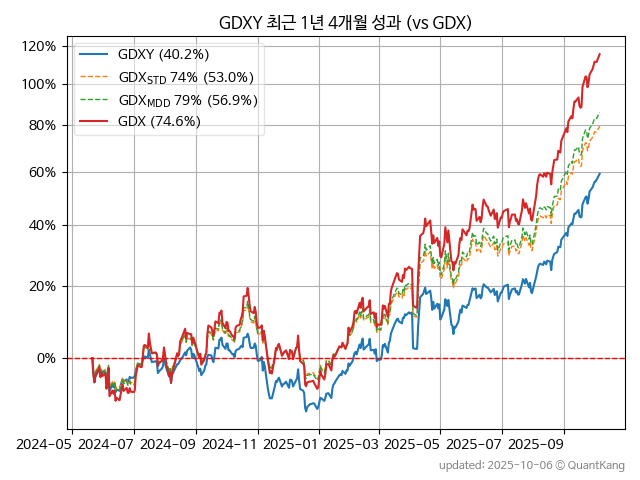 GDXY 최근 1년 4개월 성과 (vs GDX)
120%
100%
80%
60%
40%
20%
0%
GDXY (40.2%)
GDX_STD 74% (53.0%)
GDX_MDD 79% (56.9%)
GDX (74.6%)
2024-05 2024-07 2024-09 2024-11 2025-01 2025-03 2025-05 2025-07 2025-09
updated: 2025-10-06 © QuantKang